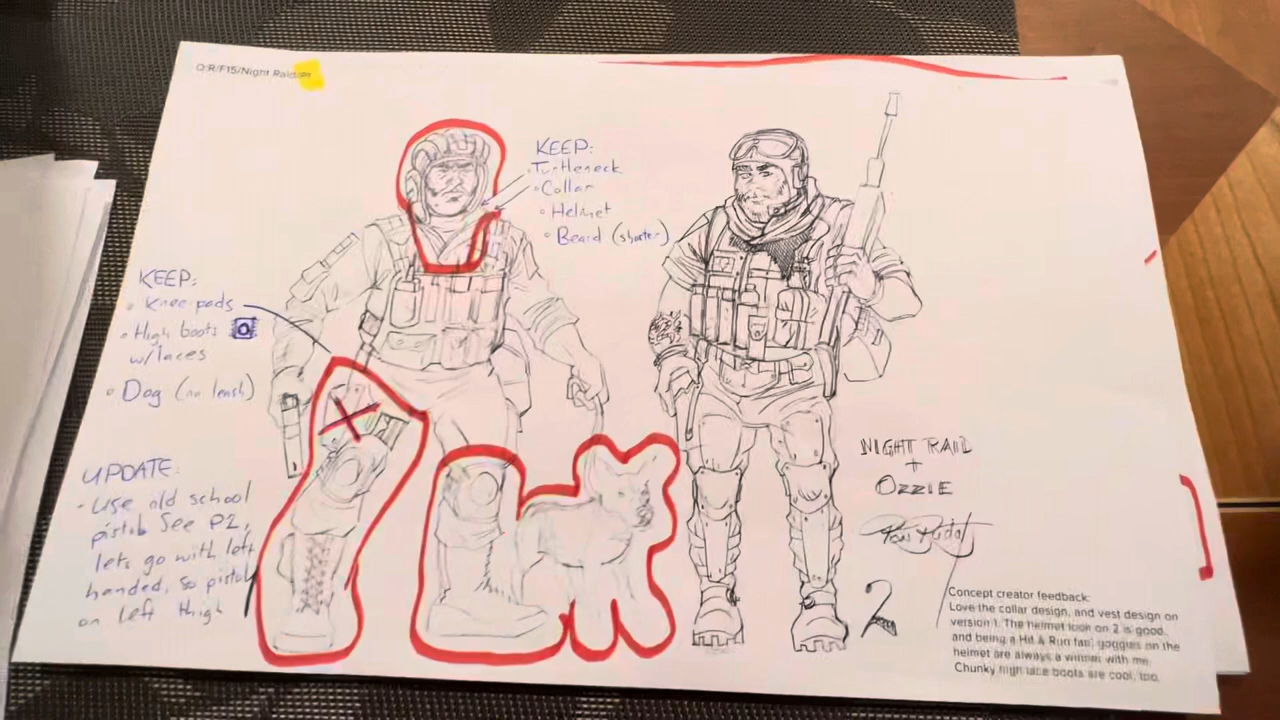 O:R/F15/Night Raid
KEEP:
Turtleneck
Collar
Helmet
Beard (shorter)
KEEP:
Knee pads
High boots
w/laces
Dog (no leash)
UPDATE:
Use old school
pistol. See P2,
lets go with left
handed, so pistol
on left thigh
NIGHT RAID
+
OZZIE
2
Concept creator feedback:
Love the collar design, and vest design on
version 1. The helmet icon on 2 is good,
and being a Hit & Run fan, goggles on the
helmet are always a winner with me.
Chunky high lace boots are cool, too.